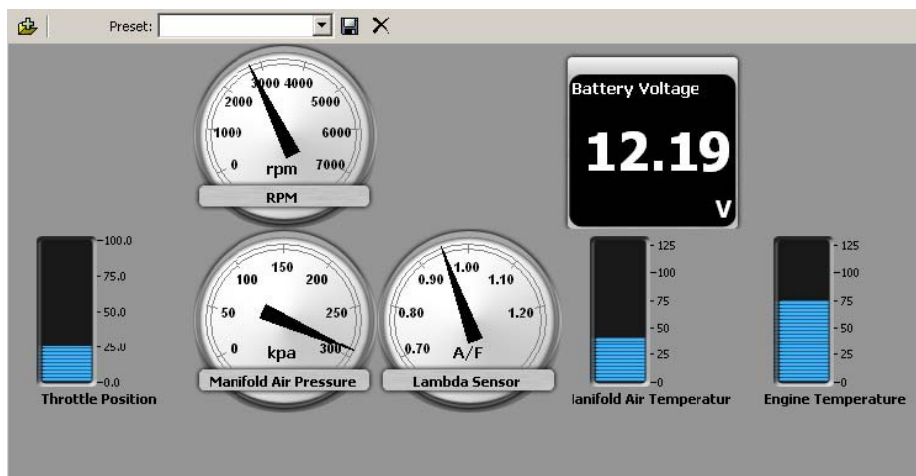 Preset:
3000 4000
2000 5000
1000 6000
0 rpm 7000
RPM
Battery Voltage
12.19
V
100.0
75.0
50.0
25.0
0.0
Throttle Position
150
100 200
50 250
0 kpa 300
Manifold Air Pressure
1.00
0.90 1.10
0.80 1.20
0.70 A/F
Lambda Sensor
125
100
75
50
25
0
anifold Air Temperatur
125
100
75
50
25
0
Engine Temperature